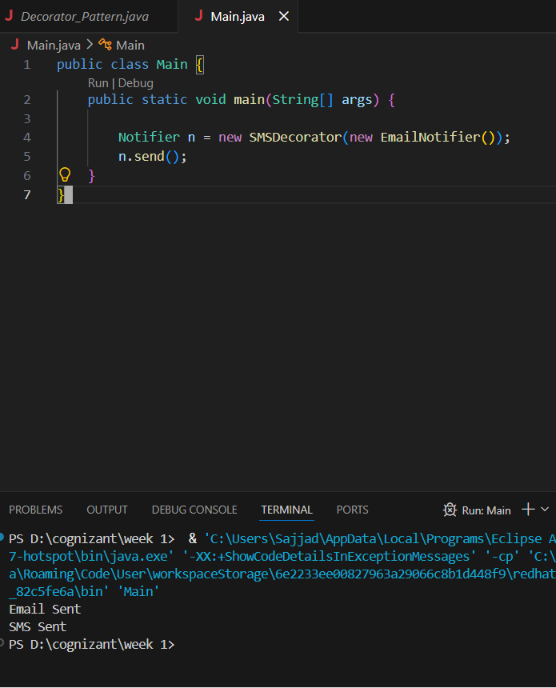 Decorator_Pattern.java
Main.java
Main.java > Main
1 public class Main {
Run | Debug
2 public static void main(String[] args) {
3
4 Notifier n = new SMSDecorator(new EmailNotifier());
5 n.send();
6 }
7 }
PROBLEMS OUTPUT DEBUG CONSOLE TERMINAL PORTS Run: Main
PS D:\cognizant\week 1> & 'C:\Users\Sajjad\AppData\Local\Programs\Eclipse A
7-hotspot\bin\java.exe' '-XX:+ShowCodeDetailsInExceptionMessages' '-cp' 'C:\
a\Roaming\Code\User\workspaceStorage\6e2233ee00827963a29066c8b1d448f9\redhat
_82c5fe6a\bin' 'Main'
Email Sent
SMS Sent
PS D:\cognizant\week 1>